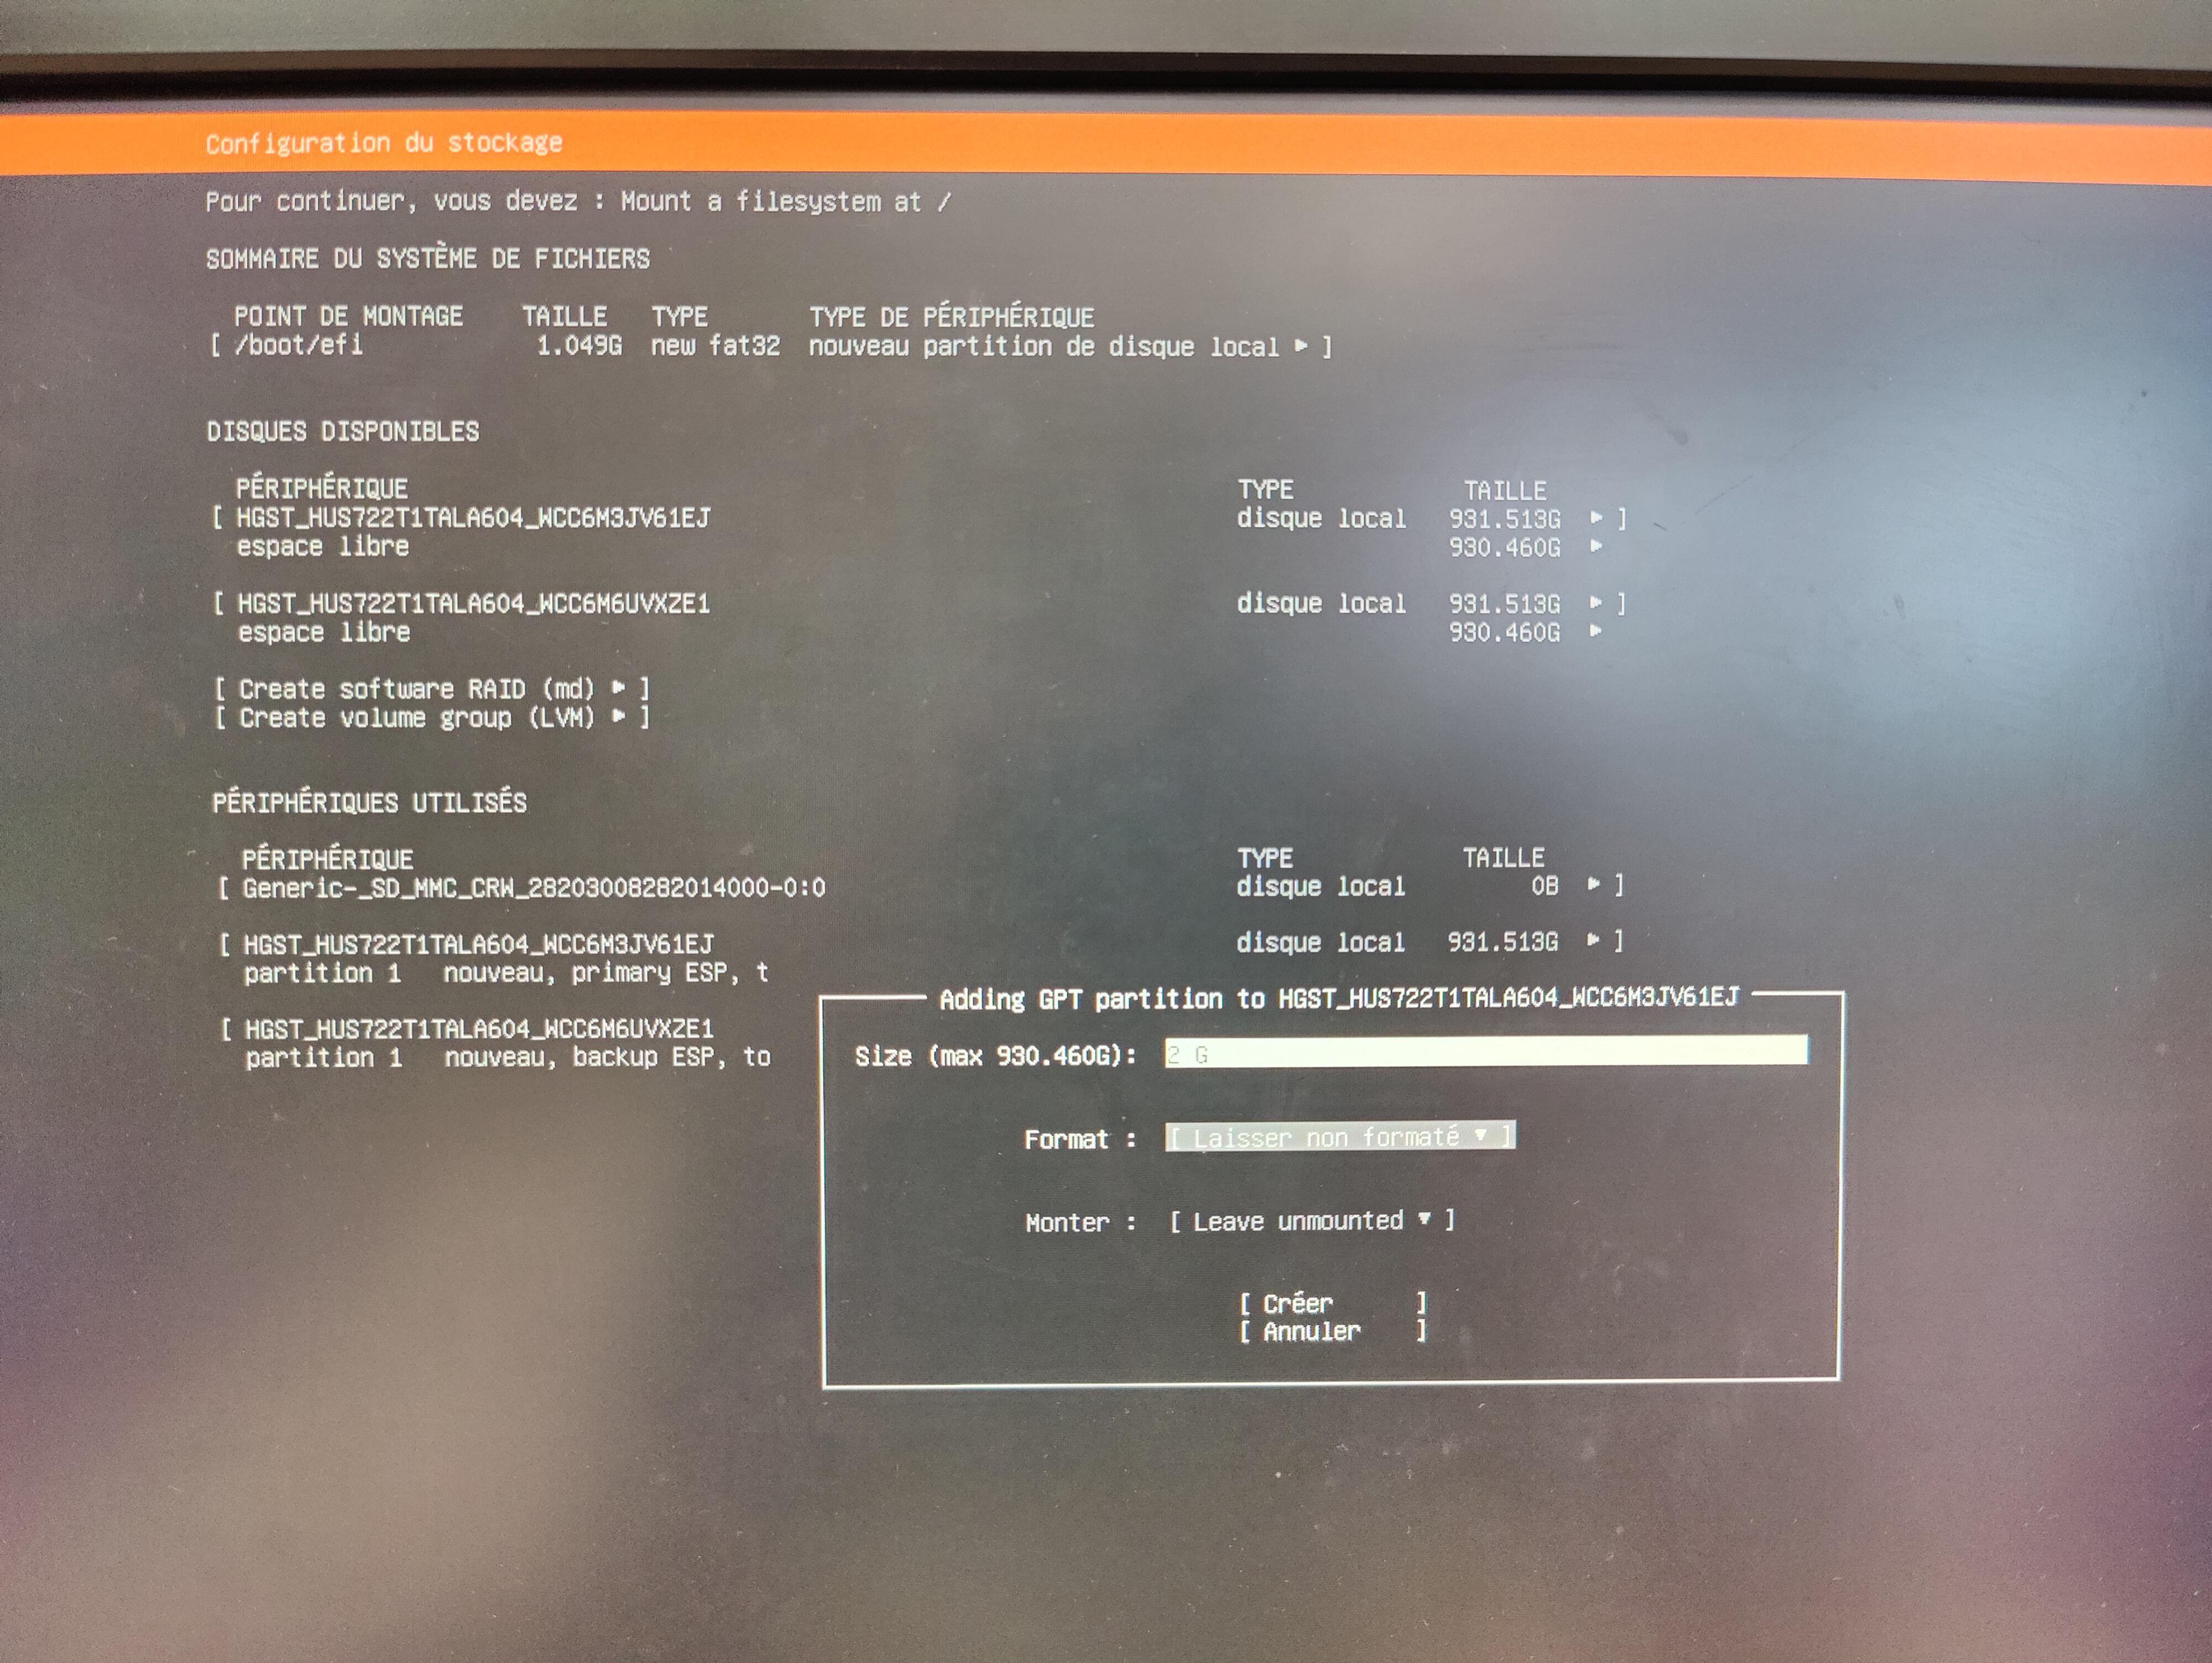 Configuration du stockage
Pour continuer, vous devez : Mount a filesystem at /
SOMMAIRE DU SYSTÈME DE FICHIERS
POINT DE MONTAGE TAILLE TYPE TYPE DE PÉRIPHÉRIQUE
[ /boot/efi 1.049G new fat32 nouveau partition de disque local ▸ ]
DISQUES DISPONIBLES
PÉRIPHÉRIQUE TYPE TAILLE
[ HGST_HUS722T1TALA604_WCC6M3JV61EJ disque local 931.513G ▸ ]
espace libre 930.460G ▸
[ HGST_HUS722T1TALA604_WCC6M6UVXZE1 disque local 931.513G ▸ ]
espace libre 930.460G ▸
[ Create software RAID (md) ▸ ]
[ Create volume group (LVM) ▸ ]
PÉRIPHÉRIQUES UTILISÉS
PÉRIPHÉRIQUE TYPE TAILLE
[ Generic-_SD_MMC_CRW_28203008282014000-0:0 disque local 0B ▸ ]
[ HGST_HUS722T1TALA604_WCC6M3JV61EJ disque local 931.513G ▸ ]
partition 1 nouveau, primary ESP, t
[ HGST_HUS722T1TALA604_WCC6M6UVXZE1
partition 1 nouveau, backup ESP, to
Adding GPT partition to HGST_HUS722T1TALA604_WCC6M3JV61EJ
Size (max 930.460G): 2 G
Format : [ Laisser non formaté ▾ ]
Monter : [ Leave unmounted ▾ ]
[ Créer ]
[ Annuler ]